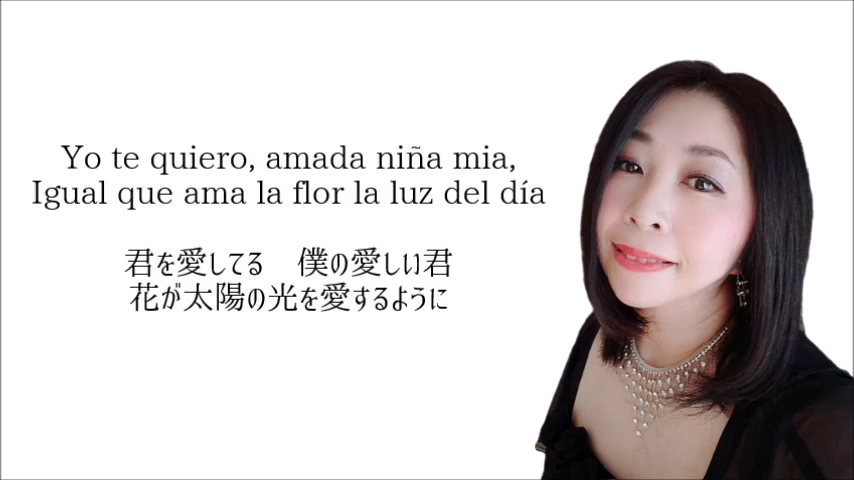 Yo te quiero, amada niña mia,
Igual que ama la flor la luz del día
君を愛してる　僕の愛しい君
花が太陽の光を愛するように